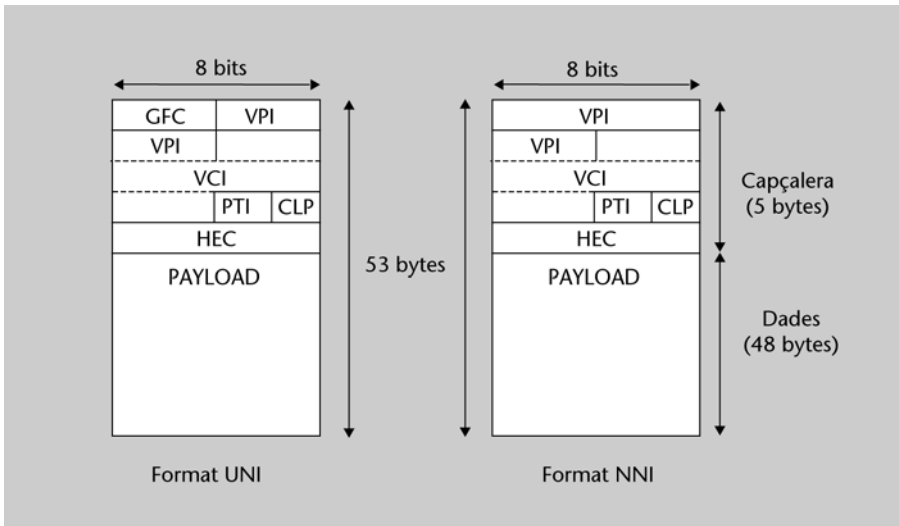 8 bits
GFC VPI
VPI
VCI
PTI CLP
HEC
PAYLOAD
Format UNI
53 bytes
8 bits
VPI
VPI
VCI
PTI CLP
HEC
PAYLOAD
Format NNI
Capçalera
(5 bytes)
Dades
(48 bytes)